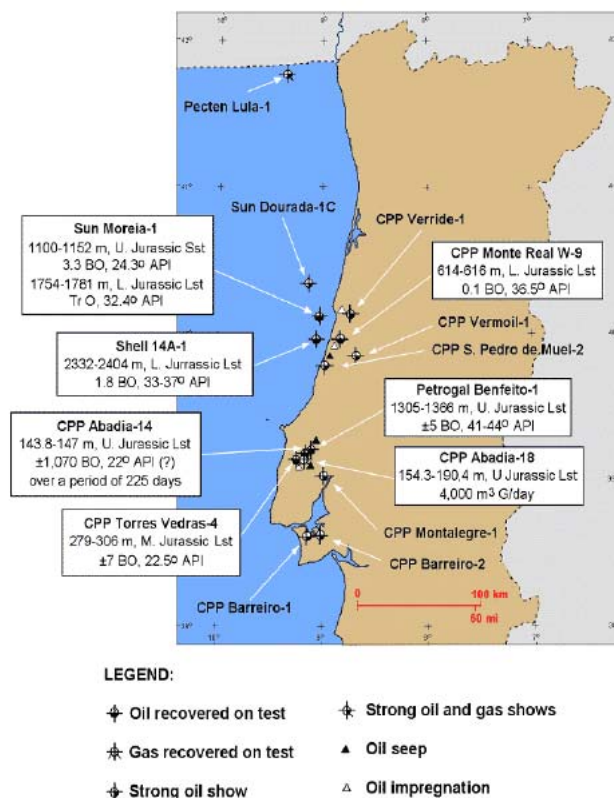 Pecten Lula-1
Sun Dourada-1C
CPP Verride-1
Sun Moreia-1
1100-1152 m, U. Jurassic Sst
3.3 BO, 24.3º API
1754-1781 m, L. Jurassic Lst
Tr O, 32.4º API
CPP Monte Real W-9
614-616 m, L. Jurassic Lst
0.1 BO, 36.5º API
CPP Vermoil-1
CPP S. Pedro de Muel-2
Shell 14A-1
2332-2404 m, L. Jurassic Lst
1.8 BO, 33-37º API
Petrogal Benfeito-1
1305-1366 m, U. Jurassic Lst
±5 BO, 41-44º API
CPP Abadia-14
143.8-147 m, U. Jurassic Lst
±1,070 BO, 22º API (?)
over a period of 225 days
CPP Abadia-18
154.3-190,4 m, U Jurassic Lst
4,000 m³ G/day
CPP Torres Vedras-4
279-306 m, M. Jurassic Lst
±7 BO, 22.5º API
CPP Montalegre-1
CPP Barreiro-2
CPP Barreiro-1
0 100 km
60 mi
LEGEND:
Oil recovered on test
Strong oil and gas shows
Gas recovered on test
Oil seep
Strong oil show
Oil impregnation